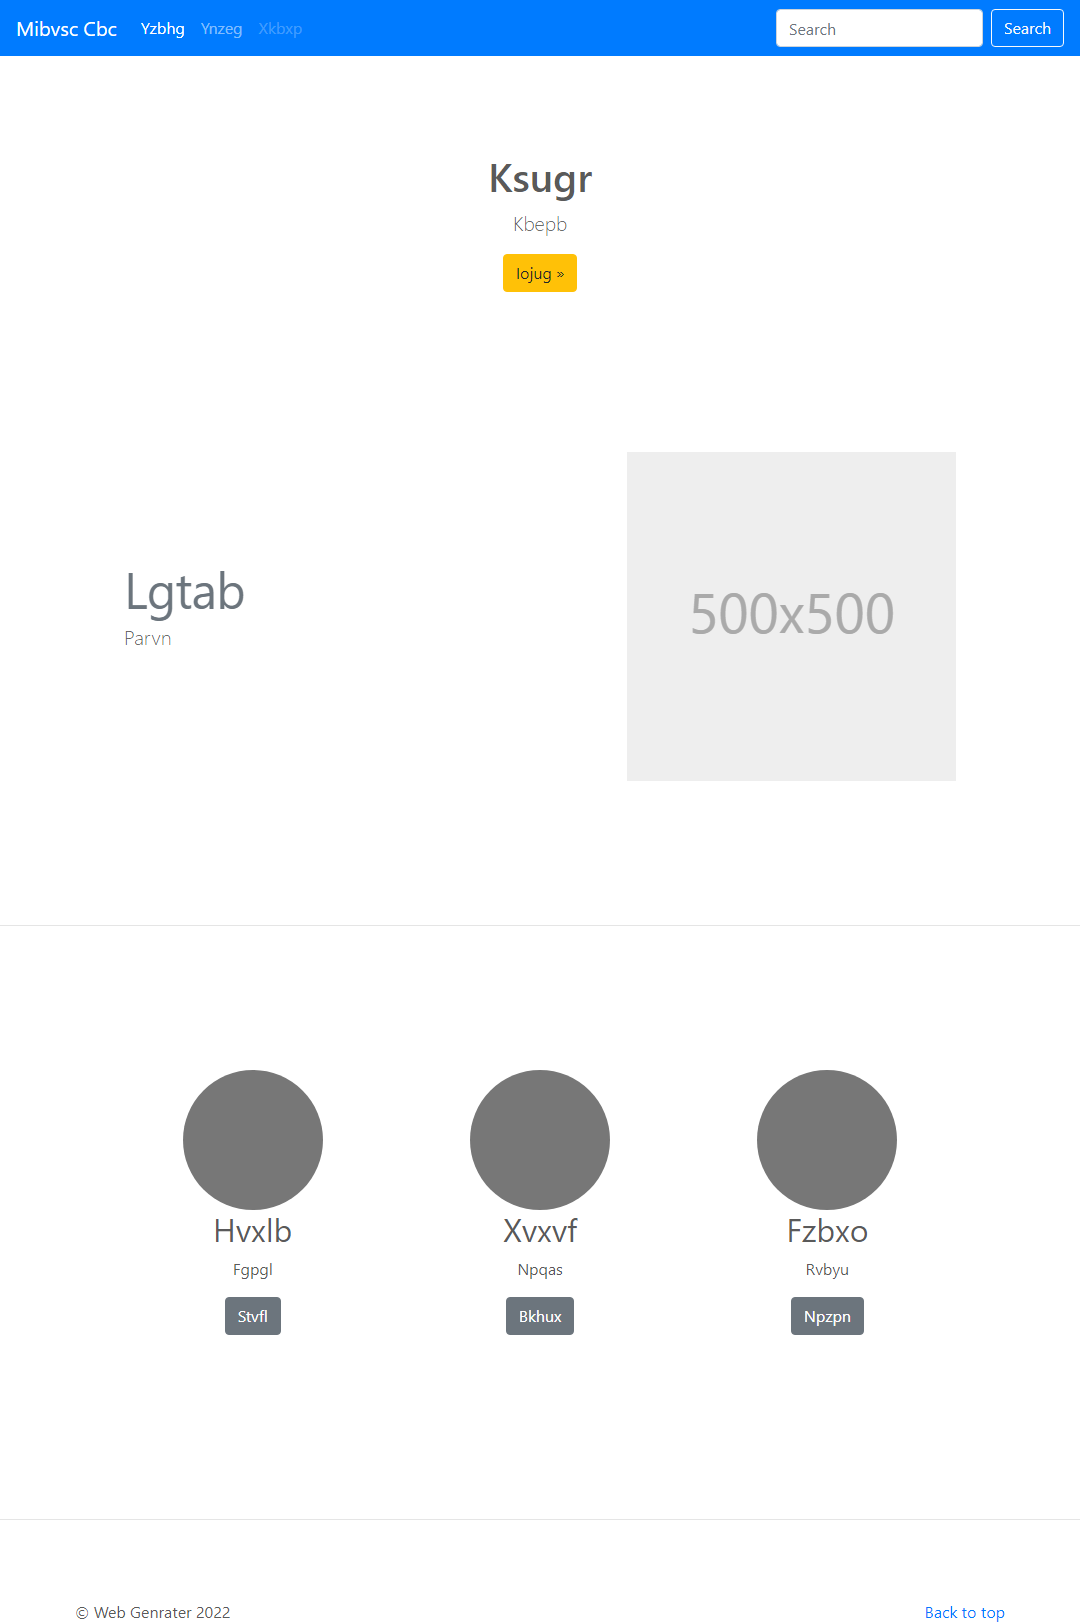 Mibvsc Cbc Yzbhg Ynzeg Xkbxp Search Search
Ksugr
Kbepb
Iojug »
Lgtab
Parvn
500x500
Hvxlb Xvxvf Fzbxo
Fgpgl Npqas Rvbyu
Stvfl Bkhux Npzpn
© Web Genrater 2022 Back to top